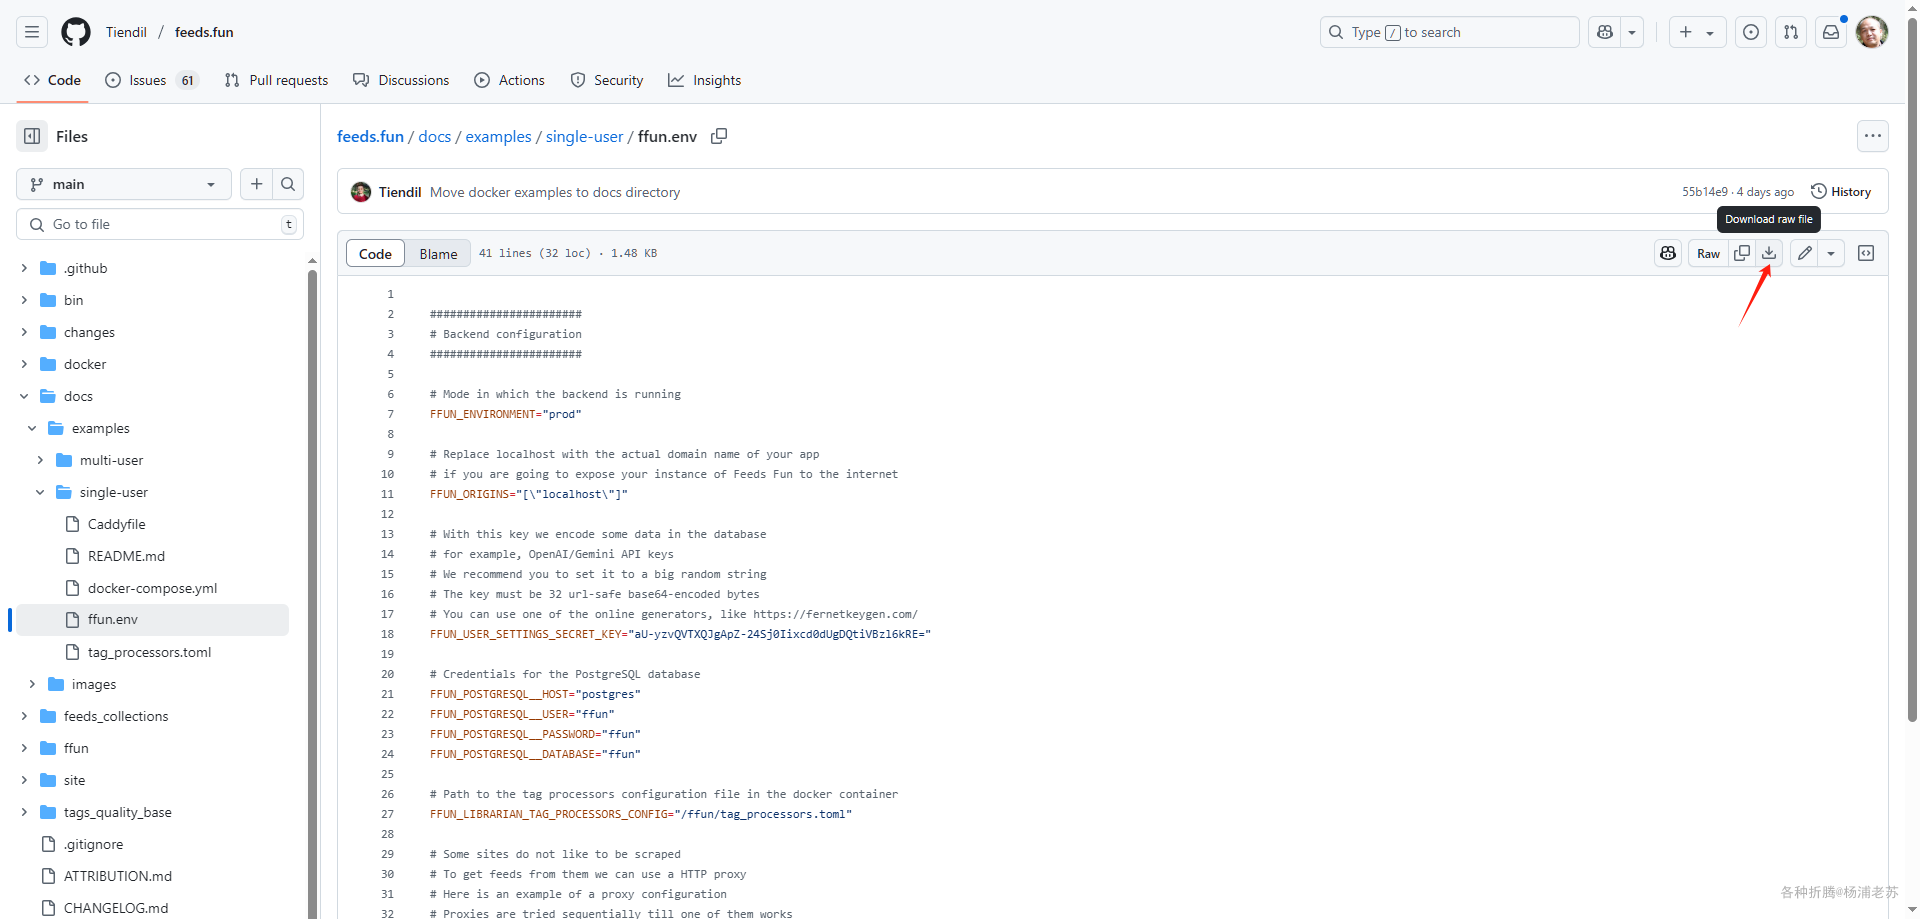 Tiendil / feeds.fun
Type / to search
Code
Issues 61
Pull requests
Discussions
Actions
Security
Insights
Files
main
Go to file
t
.github
bin
changes
docker
docs
examples
multi-user
single-user
Caddyfile
README.md
docker-compose.yml
ffun.env
tag_processors.toml
images
feeds_collections
ffun
site
tags_quality_base
.gitignore
ATTRIBUTION.md
CHANGELOG.md
feeds.fun / docs / examples / single-user / ffun.env
Tiendil Move docker examples to docs directory
55b14e9 · 4 days ago
History
Download raw file
Code
Blame
41 lines (32 loc) · 1.48 KB
Raw
1
2 #######################
3 # Backend configuration
4 #######################
5
6 # Mode in which the backend is running
7 FFUN_ENVIRONMENT="prod"
8
9 # Replace localhost with the actual domain name of your app
10 # if you are going to expose your instance of Feeds Fun to the internet
11 FFUN_ORIGINS="[\"localhost\"]"
12
13 # With this key we encode some data in the database
14 # for example, OpenAI/Gemini API keys
15 # We recommend you to set it to a big random string
16 # The key must be 32 url-safe base64-encoded bytes
17 # You can use one of the online generators, like https://fernetkeygen.com/
18 FFUN_USER_SETTINGS_SECRET_KEY="aU-yzvQVTXQJgApZ-24Sj0Iixcd0dUgDQtiVBzl6kRE="
19
20 # Credentials for the PostgreSQL database
21 FFUN_POSTGRESQL__HOST="postgres"
22 FFUN_POSTGRESQL__USER="ffun"
23 FFUN_POSTGRESQL__PASSWORD="ffun"
24 FFUN_POSTGRESQL__DATABASE="ffun"
25
26 # Path to the tag processors configuration file in the docker container
27 FFUN_LIBRARIAN_TAG_PROCESSORS_CONFIG="/ffun/tag_processors.toml"
28
29 # Some sites do not like to be scraped
30 # To get feeds from them we can use a HTTP proxy
31 # Here is an example of a proxy configuration
32 # Proxies are tried sequentially till one of them works
各种折腾@杨浦老苏